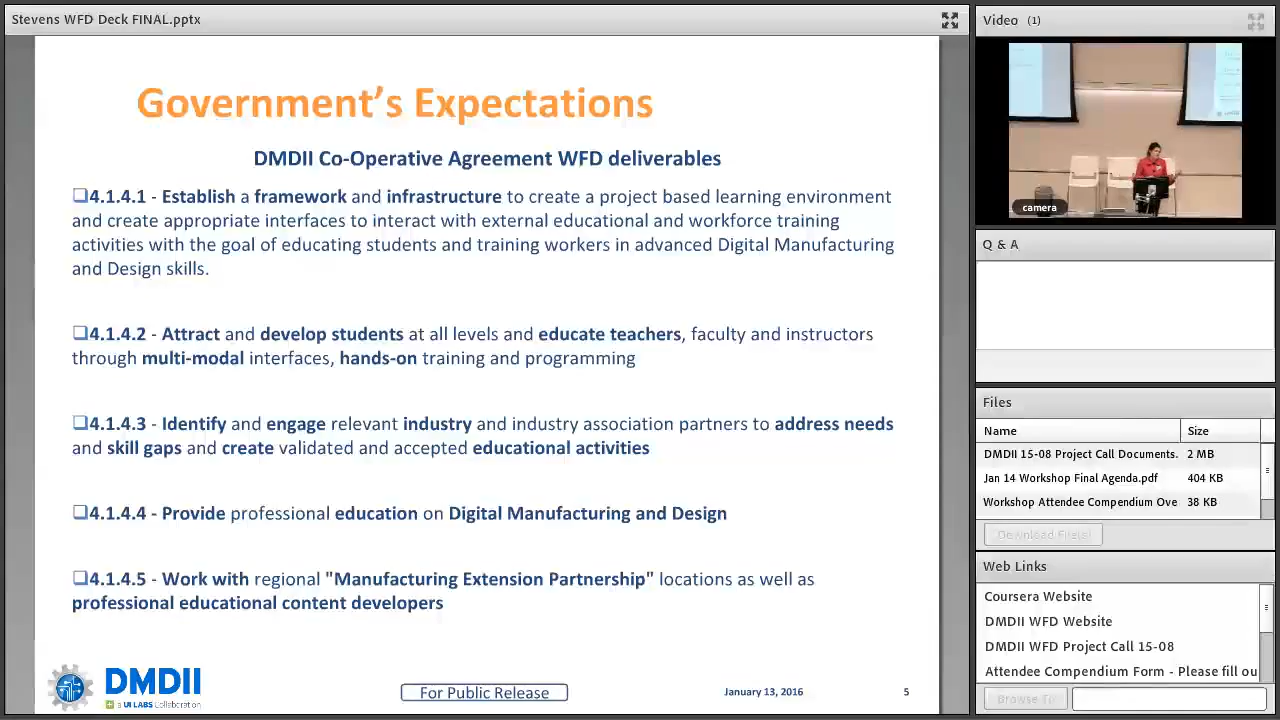 Stevens WFD Deck FINAL.pptx
Government's Expectations
DMDII Co-Operative Agreement WFD deliverables
❑4.1.4.1 - Establish a framework and infrastructure to create a project based learning environment
and create appropriate interfaces to interact with external educational and workforce training
activities with the goal of educating students and training workers in advanced Digital Manufacturing
and Design skills.
❑4.1.4.2 - Attract and develop students at all levels and educate teachers, faculty and instructors
through multi-modal interfaces, hands-on training and programming
❑4.1.4.3 - Identify and engage relevant industry and industry association partners to address needs
and skill gaps and create validated and accepted educational activities
❑4.1.4.4 - Provide professional education on Digital Manufacturing and Design
❑4.1.4.5 - Work with regional "Manufacturing Extension Partnership" locations as well as
professional educational content developers
DMDII
a UI LABS Collaboration
For Public Release
January 13, 2016
5
Video (1)
camera
Q & A
Files
Name Size
DMDII 15-08 Project Call Documents. 2 MB
Jan 14 Workshop Final Agenda.pdf 404 KB
Workshop Attendee Compendium Ove 38 KB
Download File(s)
Web Links
Coursera Website
DMDII WFD Website
DMDII WFD Project Call 15-08
Attendee Compendium Form - Please fill ou
Browse To